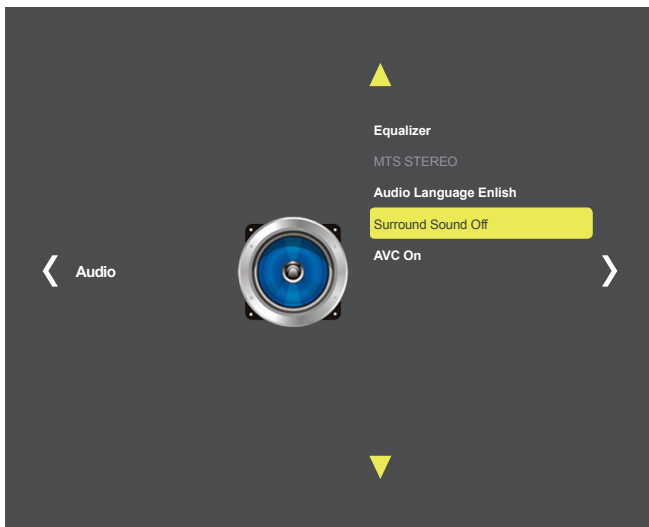 Equalizer
MTS STEREO
Audio Language Enlish
Surround Sound Off
AVC On
Audio